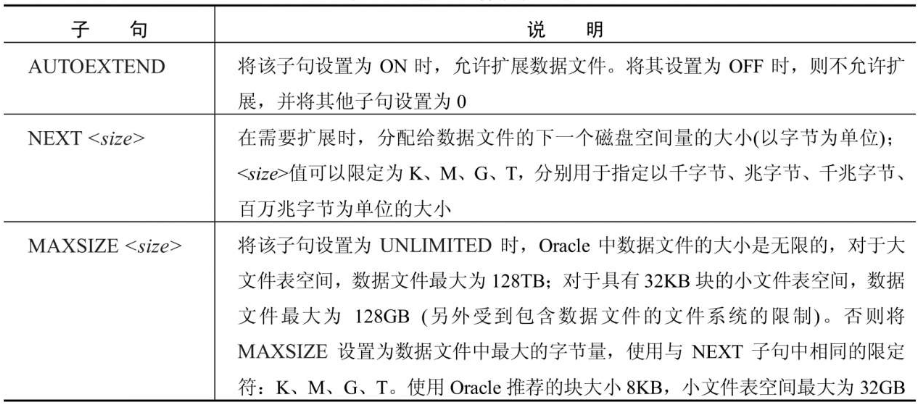 子 句 说 明
AUTOEXTEND 将该子句设置为 ON 时，允许扩展数据文件。将其设置为 OFF 时，则不允许扩
展，并将其他子句设置为 0
NEXT <size> 在需要扩展时，分配给数据文件的下一个磁盘空间量的大小(以字节为单位)；
<size>值可以限定为 K、M、G、T，分别用于指定以千字节、兆字节、千兆字节、
百万兆字节为单位的大小
MAXSIZE <size> 将该子句设置为 UNLIMITED 时，Oracle 中数据文件的大小是无限的，对于大
文件表空间，数据文件最大为 128TB；对于具有 32KB 块的小文件表空间，数据
文件最大为 128GB (另外受到包含数据文件的文件系统的限制)。否则将
MAXSIZE 设置为数据文件中最大的字节量，使用与 NEXT 子句中相同的限定
符：K、M、G、T。使用 Oracle 推荐的块大小 8KB，小文件表空间最大为 32GB